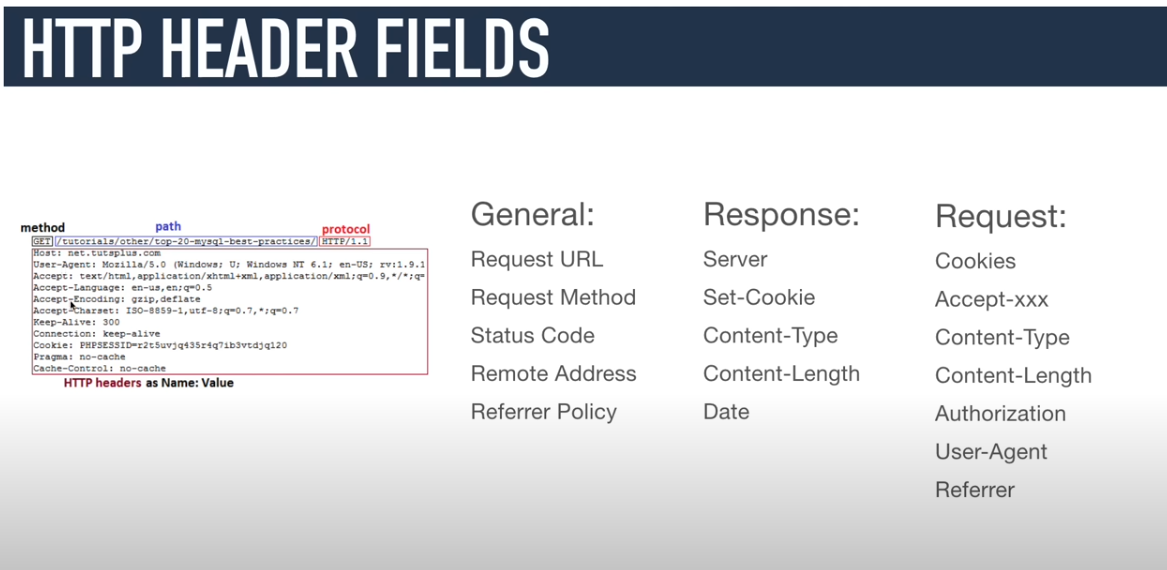 HTTP HEADER FIELDS
method
path
protocol
GET /tutorials/other/top-20-mysql-best-practices/ HTTP/1.1
Host: net.tutsplus.com
User-Agent: Mozilla/5.0 (Windows; U; Windows NT 6.1; en-US; rv:1.9.1
Accept: text/html,application/xhtml+xml,application/xml;q=0.9,*/*;q=
Accept-Language: en-us,en;q=0.5
Accept-Encoding: gzip,deflate
Accept-Charset: ISO-8859-1,utf-8;q=0.7,*;q=0.7
Keep-Alive: 300
Connection: keep-alive
Cookie: PHPSESSID=r2t5uvjq435r4q7ib3vtdjq120
Pragma: no-cache
Cache-Control: no-cache
HTTP headers as Name: Value
General:
Request URL
Request Method
Status Code
Remote Address
Referrer Policy
Response:
Server
Set-Cookie
Content-Type
Content-Length
Date
Request:
Cookies
Accept-xxx
Content-Type
Content-Length
Authorization
User-Agent
Referrer